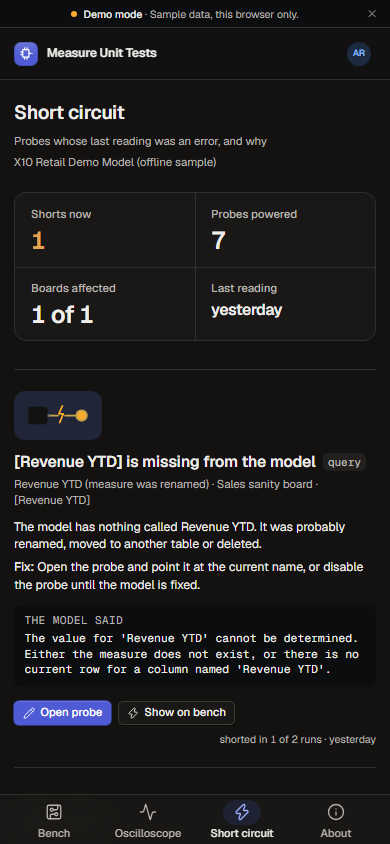 Demo mode · Sample data, this browser only.
Measure Unit Tests
AR
Short circuit
Probes whose last reading was an error, and why
X10 Retail Demo Model (offline sample)
Shorts now
1
Probes powered
7
Boards affected
1 of 1
Last reading
yesterday
[Revenue YTD] is missing from the model query
Revenue YTD (measure was renamed) · Sales sanity board ·
[Revenue YTD]
The model has nothing called Revenue YTD. It was probably
renamed, moved to another table or deleted.
Fix: Open the probe and point it at the current name, or disable
the probe until the model is fixed.
THE MODEL SAID
The value for 'Revenue YTD' cannot be determined.
Either the measure does not exist, or there is no
current row for a column named 'Revenue YTD'.
Open probe
Show on bench
shorted in 1 of 2 runs · yesterday
Bench
Oscilloscope
Short circuit
About